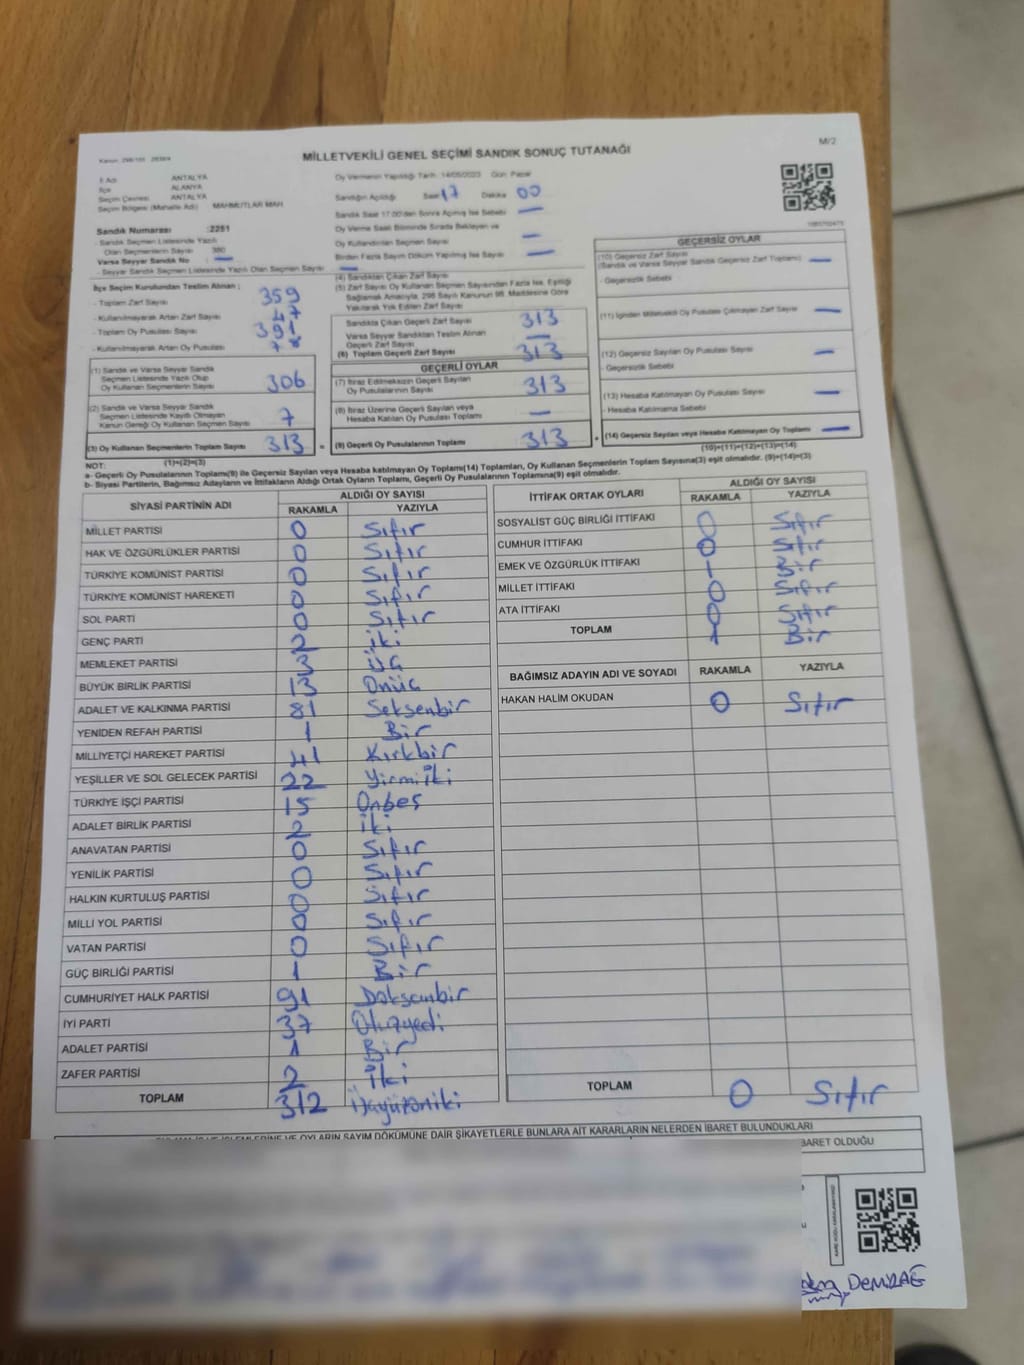 Kanun: 298/105 2839/4
M/2
MİLLETVEKİLİ GENEL SEÇİMİ SANDIK SONUÇ TUTANAĞI
İl Adı ANTALYA
İlçe ALANYA
Seçim Çevresi ANTALYA
Seçim Bölgesi (Mahalle Adı) MAHMUTLAR MAH
Sandık Numarası :2251
- Sandık Seçmen Listesinde Yazılı
Olan Seçmenlerin Sayısı 380
Varsa Seyyar Sandık No : —
- Seyyar Sandık Seçmen Listesinde Yazılı Olan Seçmen Sayısı —
Oy Vermenin Yapıldığı Tarih: 14/05/2023 Gün: Pazar
Sandığın Açıldığı Saat 17 Dakika 00
Sandık Saat 17:00'den Sonra Açılmış İse Sebebi —
Oy Verme Saati Bitiminde Sırada Bekleyen ve
Oy Kullandırılan Seçmen Sayısı —
Birden Fazla Sayım Döküm Yapılmış İse Sayısı —
İlçe Seçim Kurulundan Teslim Alınan :
- Toplam Zarf Sayısı 359
- Kullanılmayarak Artan Zarf Sayısı 47
- Toplam Oy Pusulası Sayısı 391
- Kullanılmayarak Artan Oy Pusulası 78
(1) Sandık ve Varsa Seyyar Sandık
Seçmen Listesinde Yazılı Olup
Oy Kullanan Seçmenlerin Sayısı 306
(2) Sandık ve Varsa Seyyar Sandık
Seçmen Listesinde Kayıtlı Olmayan
Kanun Gereği Oy Kullanan Seçmen Sayısı 7
(3) Oy Kullanan Seçmenlerin Toplam Sayısı 313
(1)+(2)=(3)
(4) Sandıktan Çıkan Zarf Sayısı
(5) Zarf Sayısı Oy Kullanan Seçmen Sayısından Fazla İse, Eşitliği
Sağlamak Amacıyla, 298 Sayılı Kanunun 98. Maddesine Göre
Yakılarak Yok Edilen Zarf Sayısı
Sandıkta Çıkan Geçerli Zarf Sayısı 313
Varsa Seyyar Sandıktan Teslim Alınan
Geçerli Zarf Sayısı —
(6) Toplam Geçerli Zarf Sayısı 313
GEÇERLİ OYLAR
(7) İtiraz Edilmeksizin Geçerli Sayılan
Oy Pusulalarının Sayısı 313
(8) İtiraz Üzerine Geçerli Sayılan veya
Hesaba Katılan Oy Pusulası Toplamı —
= (9) Geçerli Oy Pusulalarının Toplamı 313 +
GEÇERSİZ OYLAR
(10) Geçersiz Zarf Sayısı
(Sandık ve Varsa Seyyar Sandık Geçersiz Zarf Toplamı) —
- Geçersizlik Sebebi
(11) İçinden Milletvekili Oy Pusulası Çıkmayan Zarf Sayısı —
(12) Geçersiz Sayılan Oy Pusulası Sayısı —
- Geçersizlik Sebebi
(13) Hesaba Katılmayan Oy Pusulası Sayısı —
- Hesaba Katılmama Sebebi
(14) Geçersiz Sayılan veya Hesaba Katılmayan Oy Toplamı —
(10)+(11)+(12)+(13)=(14)
NOT:
a- Geçerli Oy Pusulalarının Toplamı(9) ile Geçersiz Sayılan veya Hesaba katılmayan Oy Toplamı(14) Toplamları, Oy Kullanan Seçmenlerin Toplam Sayısına(3) eşit olmalıdır. (9)+(14)=(3)
b- Siyasi Partilerin, Bağımsız Adayların ve İttifakların Aldığı Ortak Oyların Toplamı, Geçerli Oy Pusulalarının Toplamına(9) eşit olmalıdır.
SİYASİ PARTİNİN ADI ALDIĞI OY SAYISI
RAKAMLA YAZIYLA
MİLLET PARTİSİ 0 Sıfır
HAK VE ÖZGÜRLÜKLER PARTİSİ 0 Sıfır
TÜRKİYE KOMÜNİST PARTİSİ 0 Sıfır
TÜRKİYE KOMÜNİST HAREKETİ 0 Sıfır
SOL PARTİ 0 Sıfır
GENÇ PARTİ 2 iki
MEMLEKET PARTİSİ 3 Üç
BÜYÜK BİRLİK PARTİSİ 13 Onüç
ADALET VE KALKINMA PARTİSİ 81 Seksenbir
YENİDEN REFAH PARTİSİ 1 Bir
MİLLİYETÇİ HAREKET PARTİSİ 41 Kırkbir
YEŞİLLER VE SOL GELECEK PARTİSİ 22 Yirmiiki
TÜRKİYE İŞÇİ PARTİSİ 15 Onbeş
ADALET BİRLİK PARTİSİ 2 iki
ANAVATAN PARTİSİ 0 Sıfır
YENİLİK PARTİSİ 0 Sıfır
HALKIN KURTULUŞ PARTİSİ 0 Sıfır
MİLLİ YOL PARTİSİ 0 Sıfır
VATAN PARTİSİ 0 Sıfır
GÜÇ BİRLİĞİ PARTİSİ 1 Bir
CUMHURİYET HALK PARTİSİ 91 Doksanbir
İYİ PARTİ 37 Otuzyedi
ADALET PARTİSİ 1 Bir
ZAFER PARTİSİ 2 İki
TOPLAM 312 Üçyüzoniki
İTTİFAK ORTAK OYLARI ALDIĞI OY SAYISI
RAKAMLA YAZIYLA
SOSYALİST GÜÇ BİRLİĞİ İTTİFAKI 0 Sıfır
CUMHUR İTTİFAKI 0 Sıfır
EMEK VE ÖZGÜRLÜK İTTİFAKI 1 Bir
MİLLET İTTİFAKI 0 Sıfır
ATA İTTİFAKI 0 Sıfır
TOPLAM 1 Bir
BAĞIMSIZ ADAYIN ADI VE SOYADI RAKAMLA YAZIYLA
HAKAN HALİM OKUDAN 0 Sıfır
TOPLAM 0 Sıfır
İŞLEMLERİNE VE OYLARIN SAYIM DÖKÜMÜNE DAİR ŞİKAYETLERLE BUNLARA AİT KARARLARIN NELERDEN İBARET BULUNDUKLARI
İBARET OLDUĞU
DEMİRAĞ